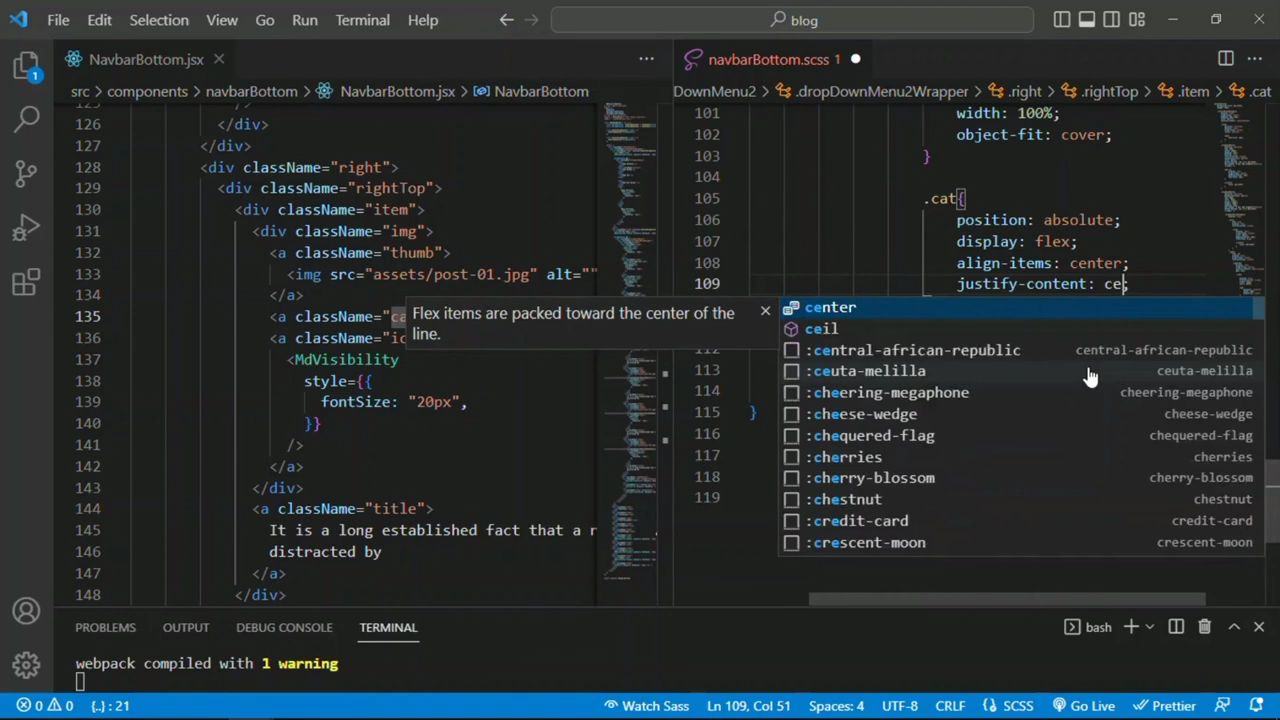 File Edit Selection View Go Run Terminal Help
blog
NavbarBottom.jsx
src > components > navbarBottom > NavbarBottom.jsx > NavbarBottom
126 </div>
127 </div>
128 <div className="right">
129 <div className="rightTop">
130 <div className="item">
131 <div className="img">
132 <a className="thumb">
133 <img src="assets/post-01.jpg" alt=""
134 </a>
135 <a className="ca
136 <a className="ic
137 <MdVisibility
138 style={{
139 fontSize: "20px",
140 }}
141 />
142 </a>
143 </div>
144 <a className="title">
145 It is a long established fact that a r
146 distracted by
147 </a>
148 </div>
navbarBottom.scss 1
DownMenu2 > .dropDownMenu2Wrapper > .right > .rightTop > .item > .cat
101 width: 100%;
102 object-fit: cover;
103 }
104
105 .cat{
106 position: absolute;
107 display: flex;
108 align-items: center;
109 justify-content: ce;
113
114
115 }
116
117
118
119
Flex items are packed toward the center of the
line.
center
ceil
:central-african-republic central-african-republic
:ceuta-melilla ceuta-melilla
:cheering-megaphone cheering-megaphone
:cheese-wedge cheese-wedge
:chequered-flag chequered-flag
:cherries cherries
:cherry-blossom cherry-blossom
:chestnut chestnut
:credit-card credit-card
:crescent-moon crescent-moon
PROBLEMS OUTPUT DEBUG CONSOLE TERMINAL
bash
webpack compiled with 1 warning
0 0 {..} : 21 Watch Sass Ln 109, Col 51 Spaces: 4 UTF-8 CRLF SCSS Go Live Prettier
1